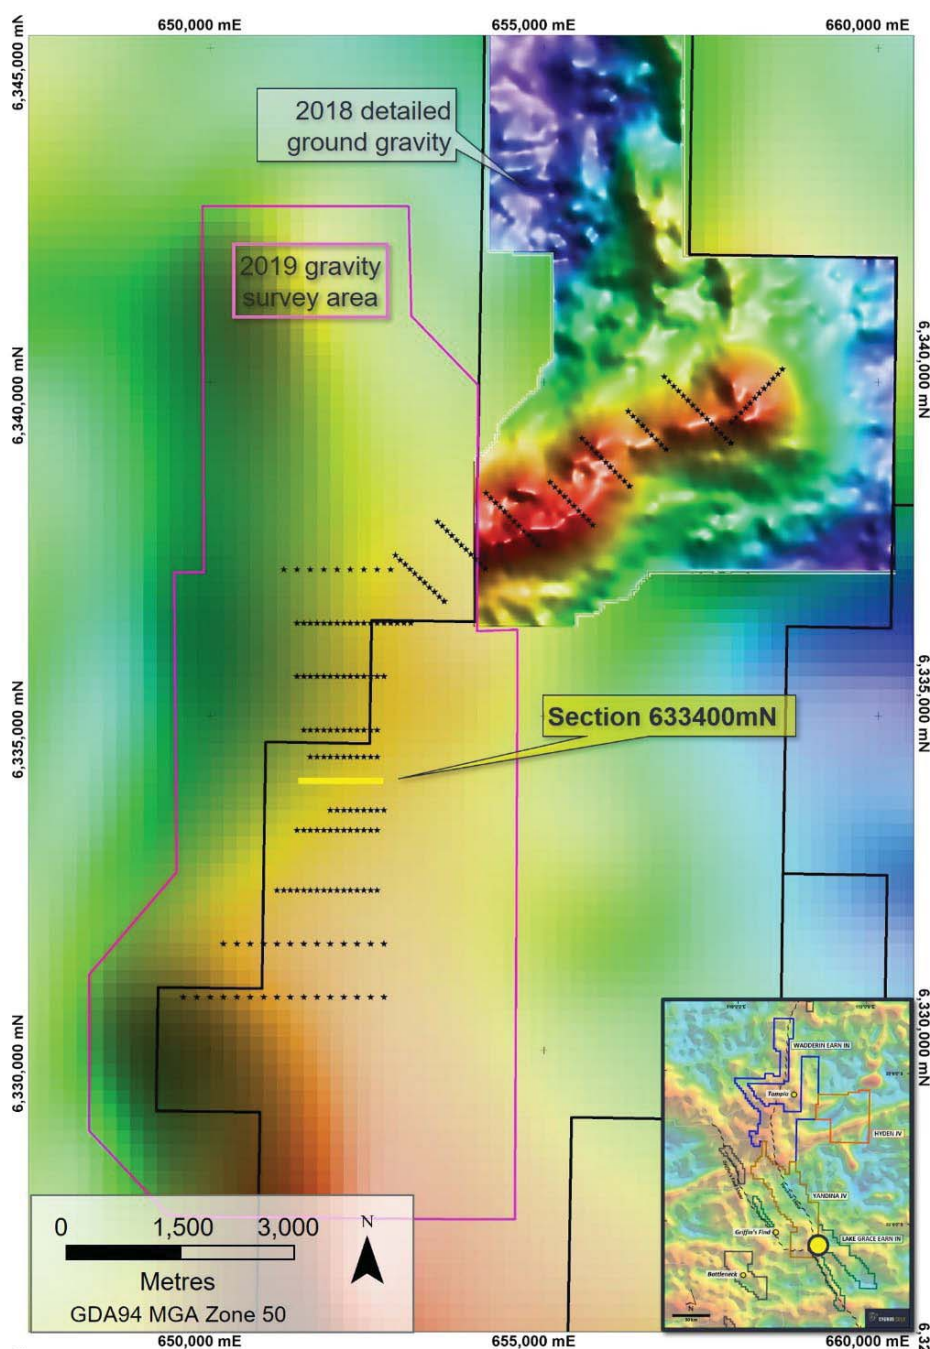 650,000 mE
655,000 mE
660,000 mE
6,345,000 mN
2018 detailed
ground gravity
2019 gravity
survey area
6,340,000 mN
6,340,000 mN
Section 633400mN
6,335,000 mN
6,335,000 mN
6,330,000 mN
6,330,000 mN
WADDERIN EARN IN
Tampia
HYDEN JV
YANDINA JV
Griffin's Find
LAKE GRACE EARN IN
Battleneck
N
0 1,500 3,000
Metres
GDA94 MGA Zone 50
N
650,000 mE
655,000 mE
660,000 mE